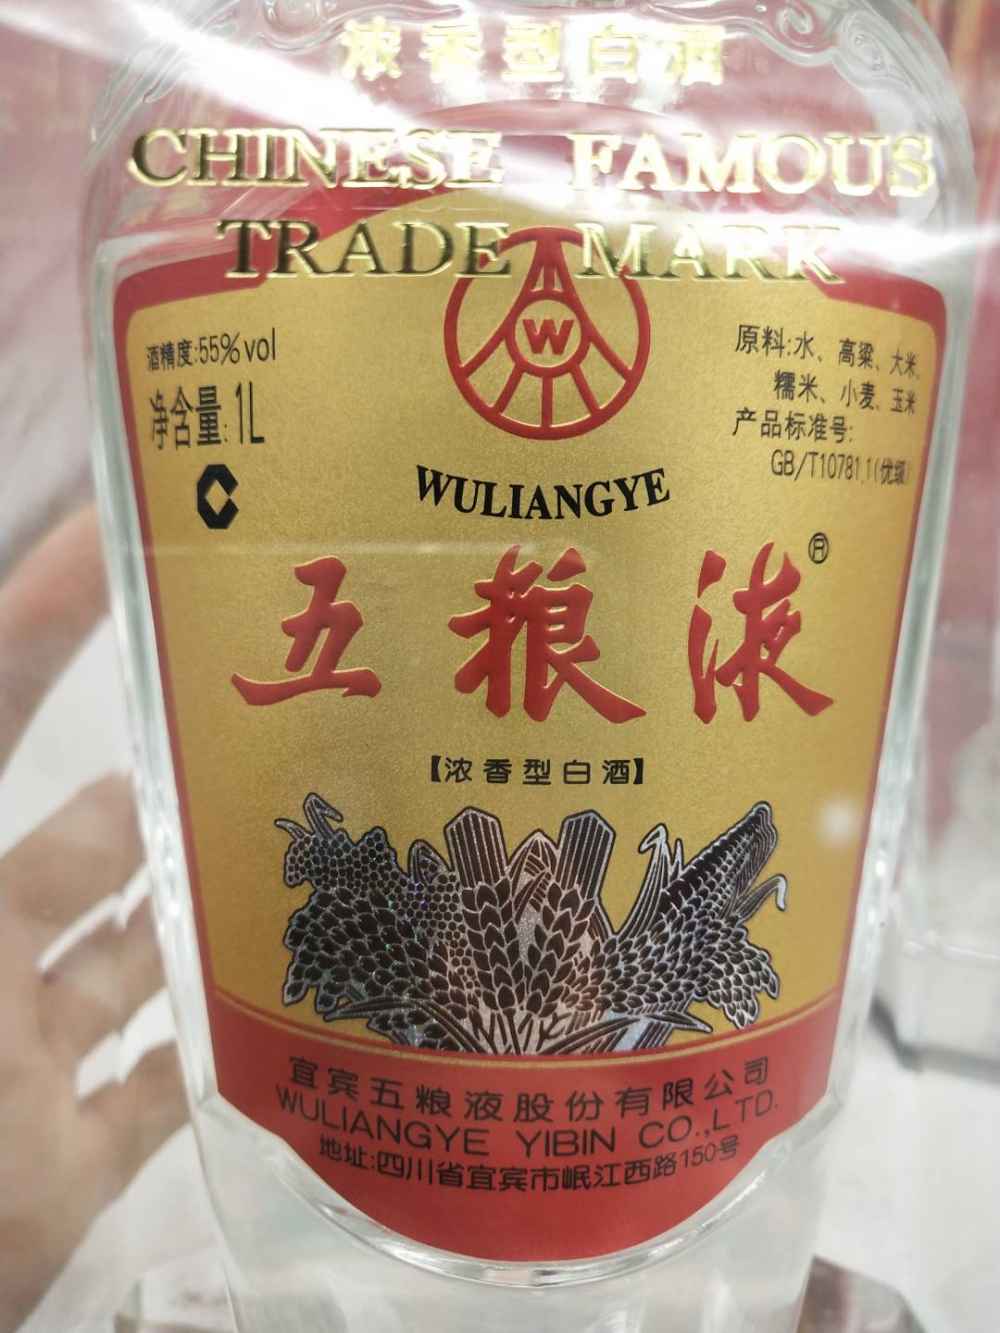 浓香型白酒
CHINESE FAMOUS
TRADE MARK
W
酒精度:55%vol
净含量:1L
原料:水、高粱、大米、
糯米、小麦、玉米
产品标准号:
GB/T10781.1(优级)
WULIANGYE
五粮液®
【浓香型白酒】
宜宾五粮液股份有限公司
WULIANGYE YIBIN CO.,LTD.
地址:四川省宜宾市岷江西路150号